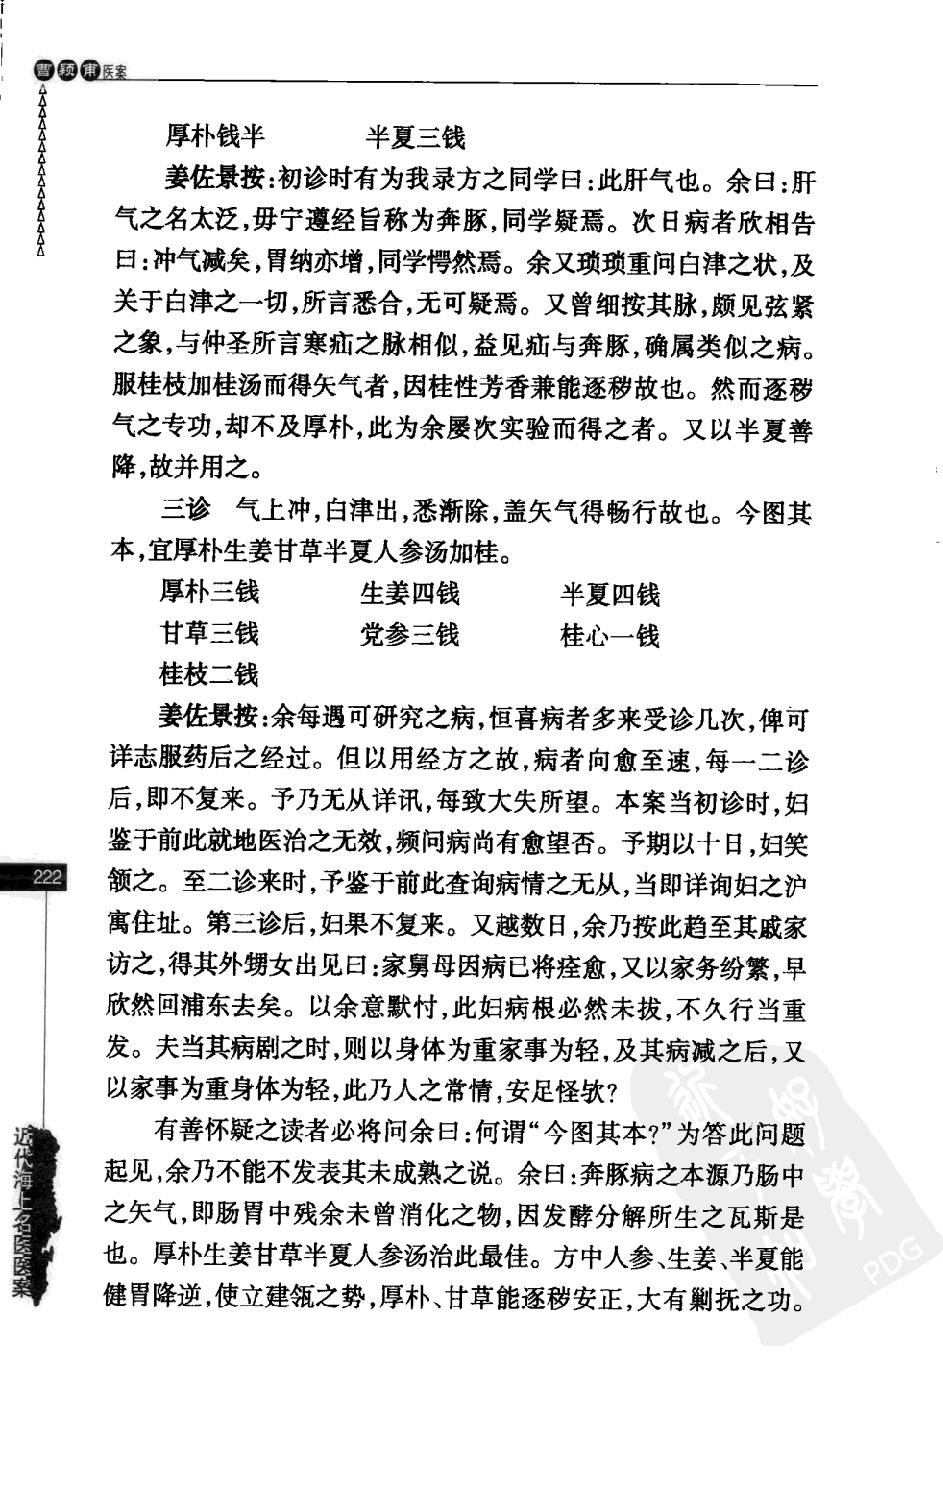 曹颖甫医案
厚朴钱半 半夏三钱
姜佐景按:初诊时有为我录方之同学曰:此肝气也。余曰:肝
气之名太泛,毋宁遵经旨称为奔豚,同学疑焉。次日病者欣相告
曰:冲气减矣,胃纳亦增,同学愕然焉。余又琐琐重问白津之状,及
关于白津之一切,所言悉合,无可疑焉。又曾细按其脉,颇见弦紧
之象,与仲圣所言寒疝之脉相似,益见疝与奔豚,确属类似之病。
服桂枝加桂汤而得矢气者,因桂性芳香兼能逐秽故也。然而逐秽
气之专功,却不及厚朴,此为余屡次实验而得之者。又以半夏善
降,故并用之。
三诊 气上冲,白津出,悉渐除,盖矢气得畅行故也。今图其
本,宜厚朴生姜甘草半夏人参汤加桂。
厚朴三钱 生姜四钱 半夏四钱
甘草三钱 党参三钱 桂心一钱
桂枝二钱
姜佐景按:余每遇可研究之病,恒喜病者多来受诊几次,俾可
详志服药后之经过。但以用经方之故,病者向愈至速,每一二诊
后,即不复来。予乃无从详讯,每致大失所望。本案当初诊时,妇
鉴于前此就地医治之无效,频问病尚有愈望否。予期以十日,妇笑
颔之。至二诊来时,予鉴于前此查询病情之无从,当即详询妇之沪
寓住址。第三诊后,妇果不复来。又越数日,余乃按此趋至其戚家
访之,得其外甥女出见曰:家舅母因病已将痊愈,又以家务纷繁,早
欣然回浦东去矣。以余意默忖,此妇病根必然未拔,不久行当重
发。夫当其病剧之时,则以身体为重家事为轻,及其病减之后,又
以家事为重身体为轻,此乃人之常情,安足怪欤?
有善怀疑之读者必将问余曰:何谓“今图其本?”为答此问题
起见,余乃不能不发表其未成熟之说。余曰:奔豚病之本源乃肠中
之矢气,即肠胃中残余未曾消化之物,因发酵分解所生之瓦斯是
也。厚朴生姜甘草半夏人参汤治此最佳。方中人参、生姜、半夏能
健胃降逆,使立建瓴之势,厚朴、甘草能逐秽安正,大有剿抚之功。
222
近代海上名医医案
PDG